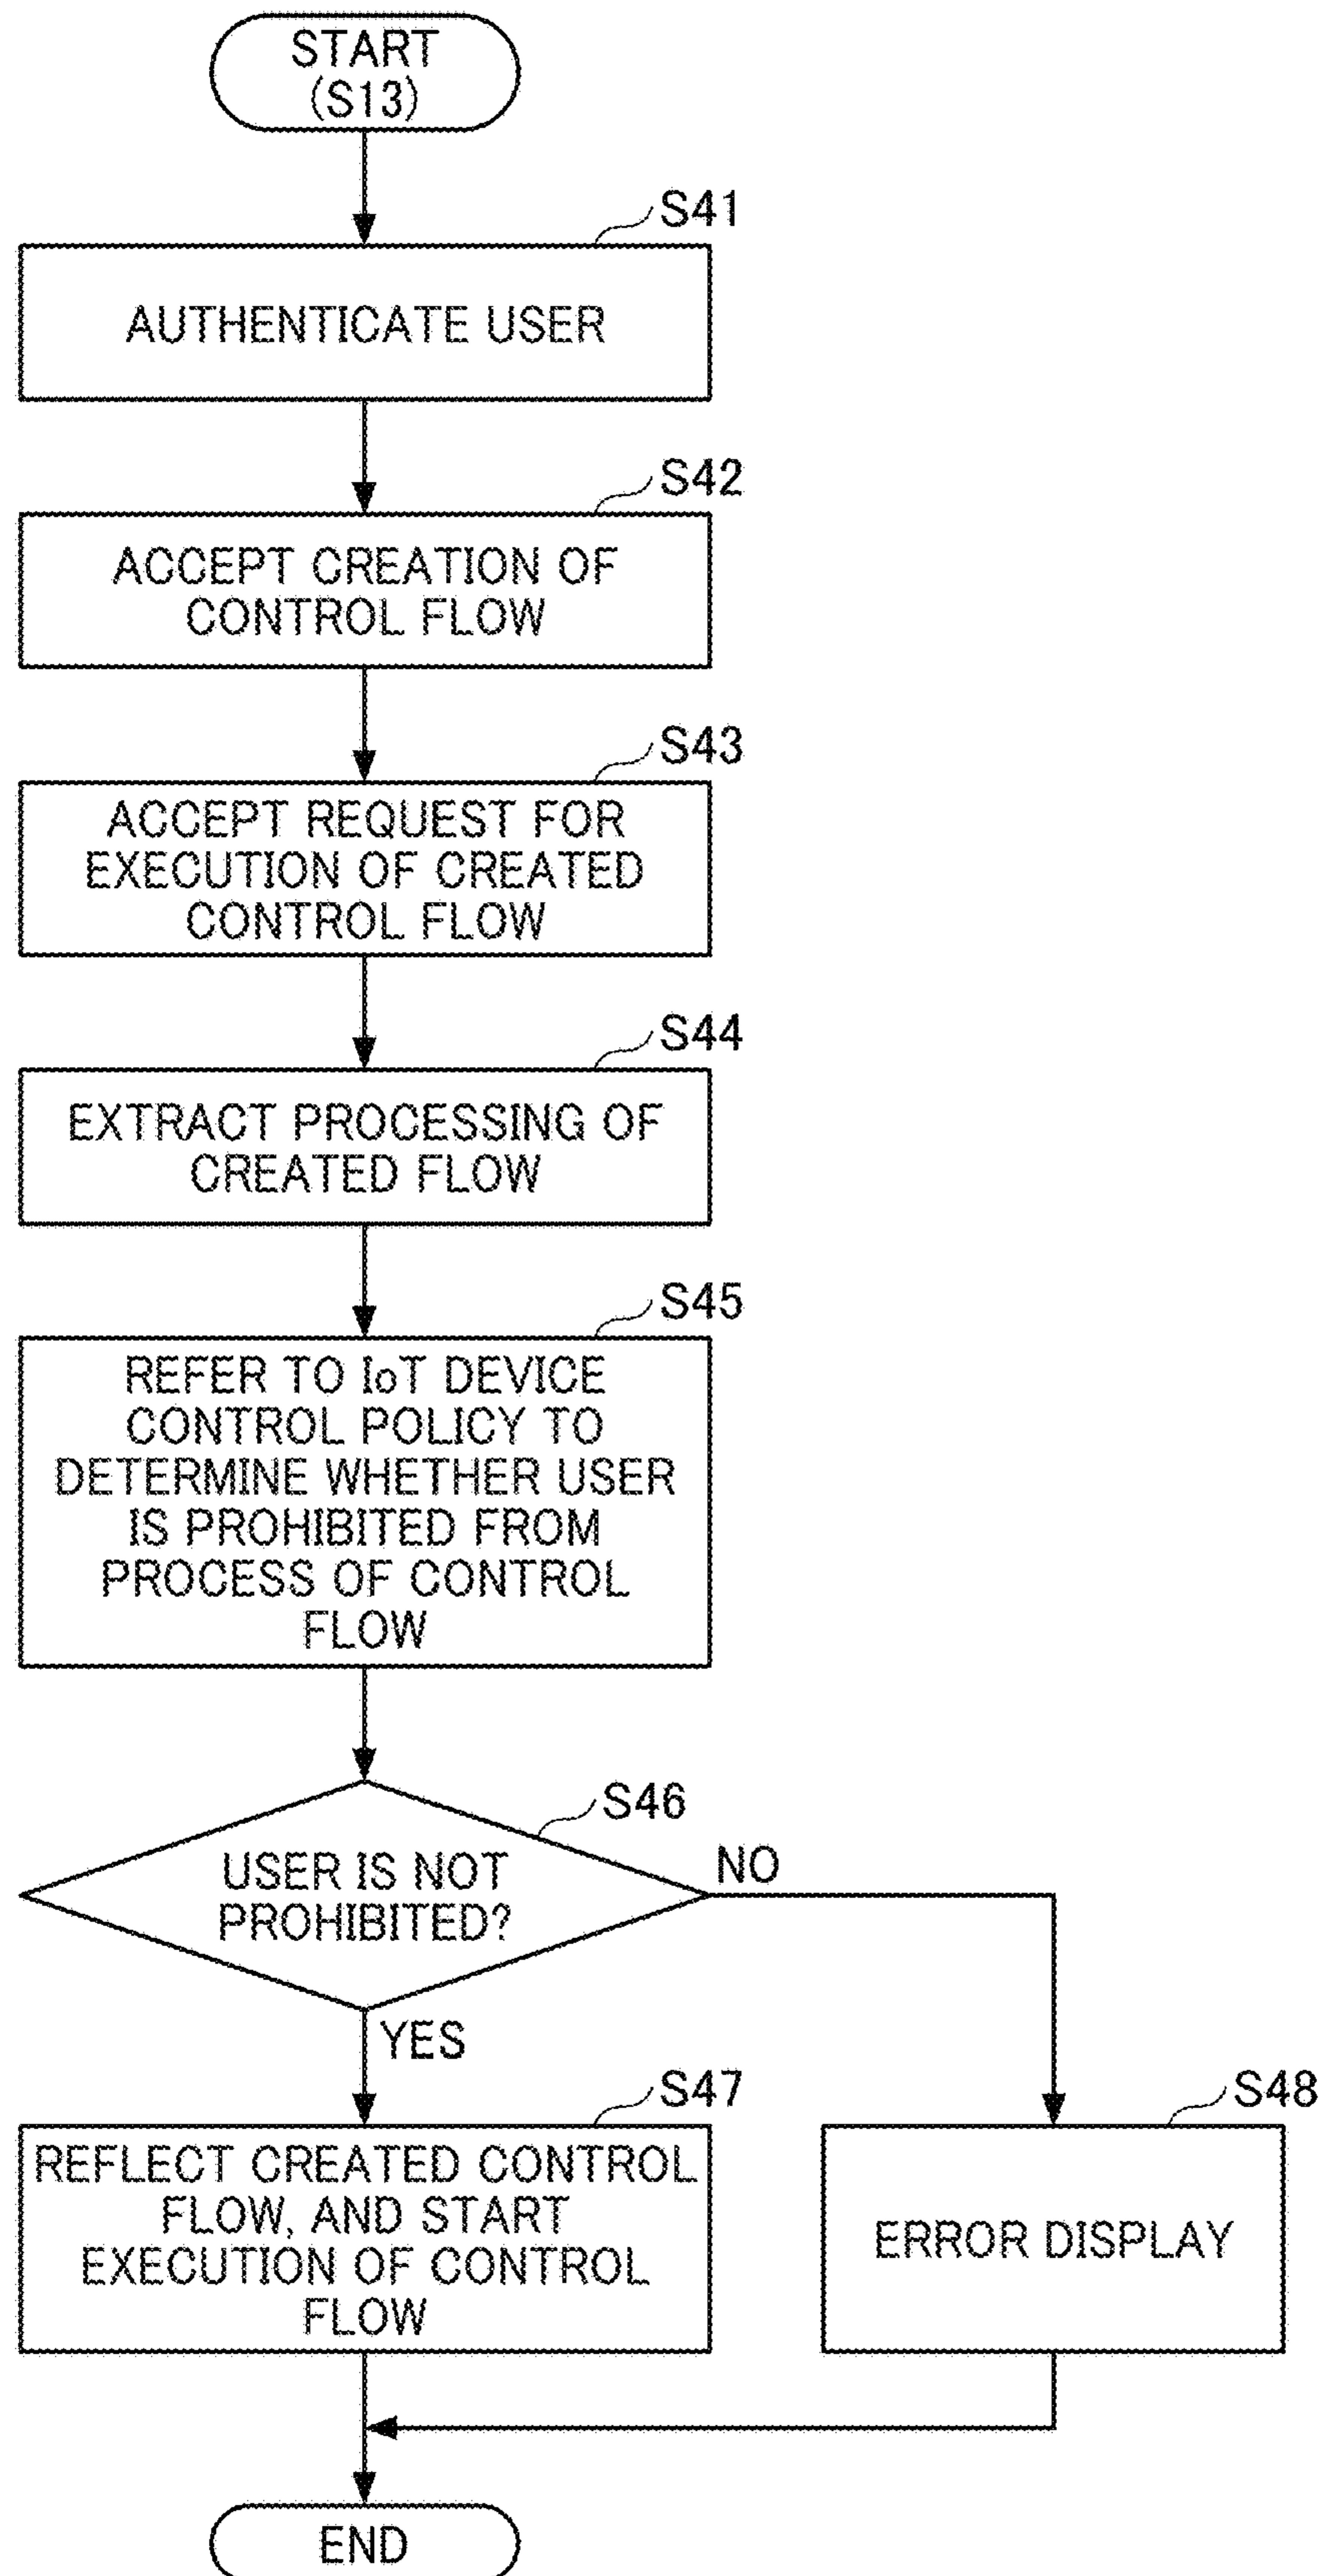 START
(S13)
S41
AUTHENTICATE USER
S42
ACCEPT CREATION OF
CONTROL FLOW
S43
ACCEPT REQUEST FOR
EXECUTION OF CREATED
CONTROL FLOW
S44
EXTRACT PROCESSING OF
CREATED FLOW
S45
REFER TO IoT DEVICE
CONTROL POLICY TO
DETERMINE WHETHER USER
IS PROHIBITED FROM
PROCESS OF CONTROL
FLOW
S46
USER IS NOT
PROHIBITED?
NO
YES
S47
REFLECT CREATED CONTROL
FLOW, AND START
EXECUTION OF CONTROL
FLOW
S48
ERROR DISPLAY
END